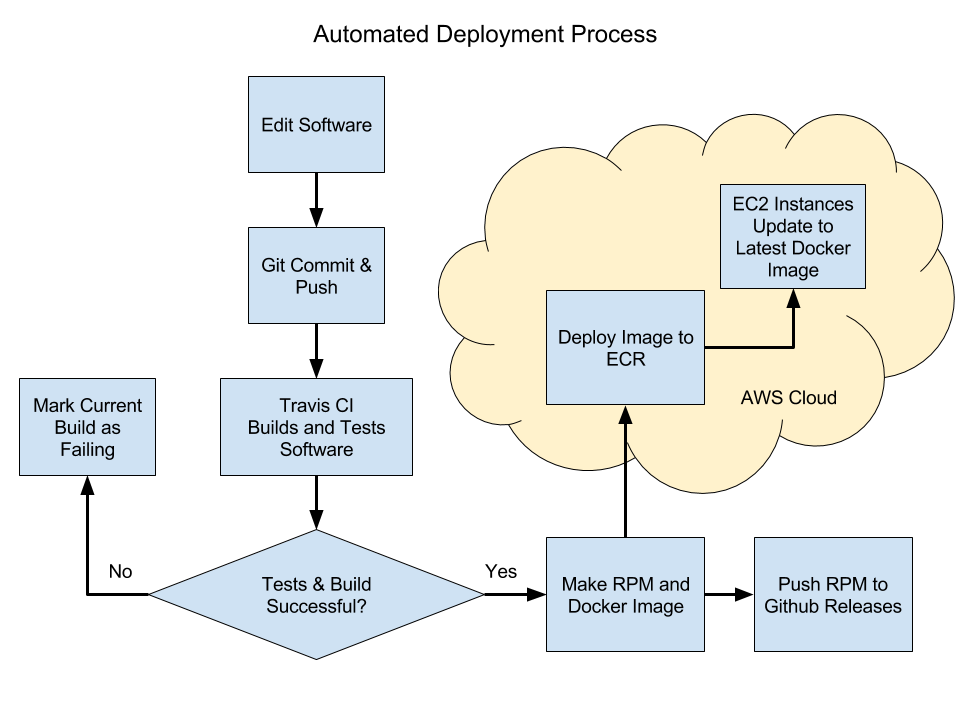 Automated Deployment Process
Edit Software
Git Commit &
Push
Travis CI
Builds and Tests
Software
Mark Current
Build as
Failing
Tests & Build
Successful?
No
Yes
Make RPM and
Docker Image
Push RPM to
Github Releases
Deploy Image to
ECR
EC2 Instances
Update to
Latest Docker
Image
AWS Cloud